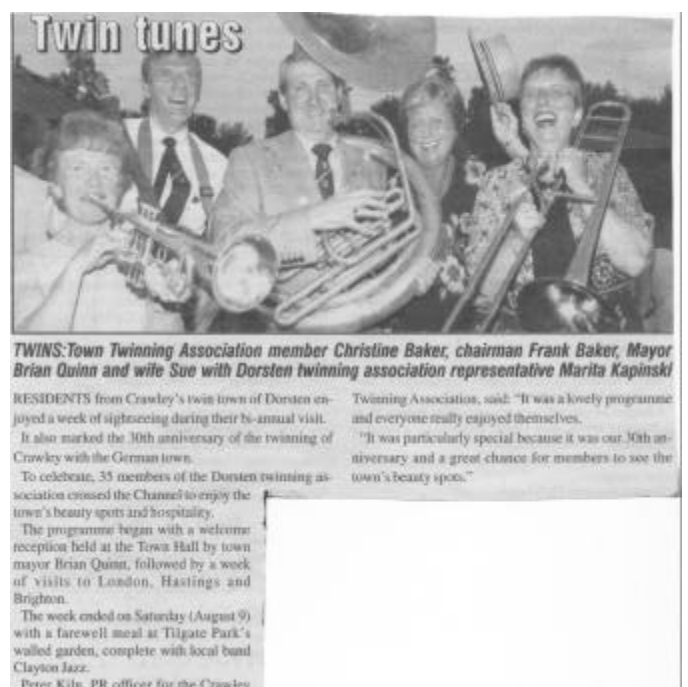 Twin tunes
TWINS:Town Twinning Association member Christine Baker, chairman Frank Baker, Mayor
Brian Quinn and wife Sue with Dorsten twinning association representative Marita Kapinski
RESIDENTS from Crawley's twin town of Dorsten en-
joyed a week of sightseeing during their bi-annual visit.
It also marked the 30th anniversary of the twinning of
Crawley with the German town.
To celebrate, 35 members of the Dorsten twinning as-
sociation crossed the Channel to enjoy the
town's beauty spots and hospitality.
The programme began with a welcome
reception held at the Town Hall by town
mayor Brian Quinn, followed by a week
of visits to London, Hastings and
Brighton.
The week ended on Saturday (August 9)
with a farewell meal at Tilgate Park's
walled garden, complete with local band
Clayton Jazz.
Peter Kiln, PR officer for the Crawley
Twinning Association, said: "It was a lovely programme
and everyone really enjoyed themselves.
"It was particularly special because it was our 30th an-
niversary and a great chance for members to see the
town's beauty spots."